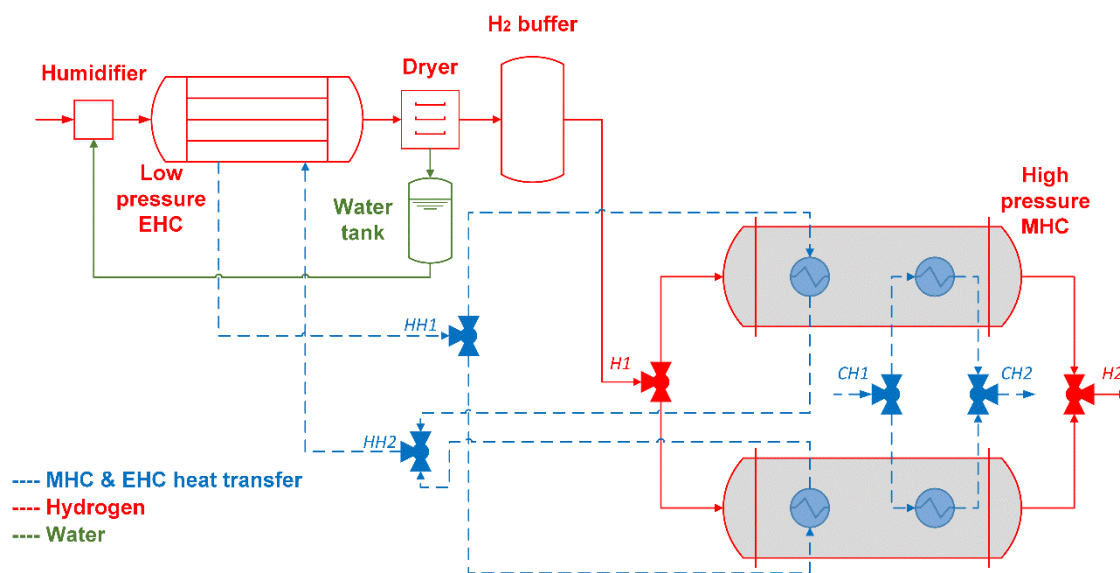 H2 buffer
Humidifier
Dryer
Low
pressure
EHC
Water
tank
High
pressure
MHC
HH1
H1
CH1
CH2
H2
HH2
---- MHC & EHC heat transfer
---- Hydrogen
---- Water